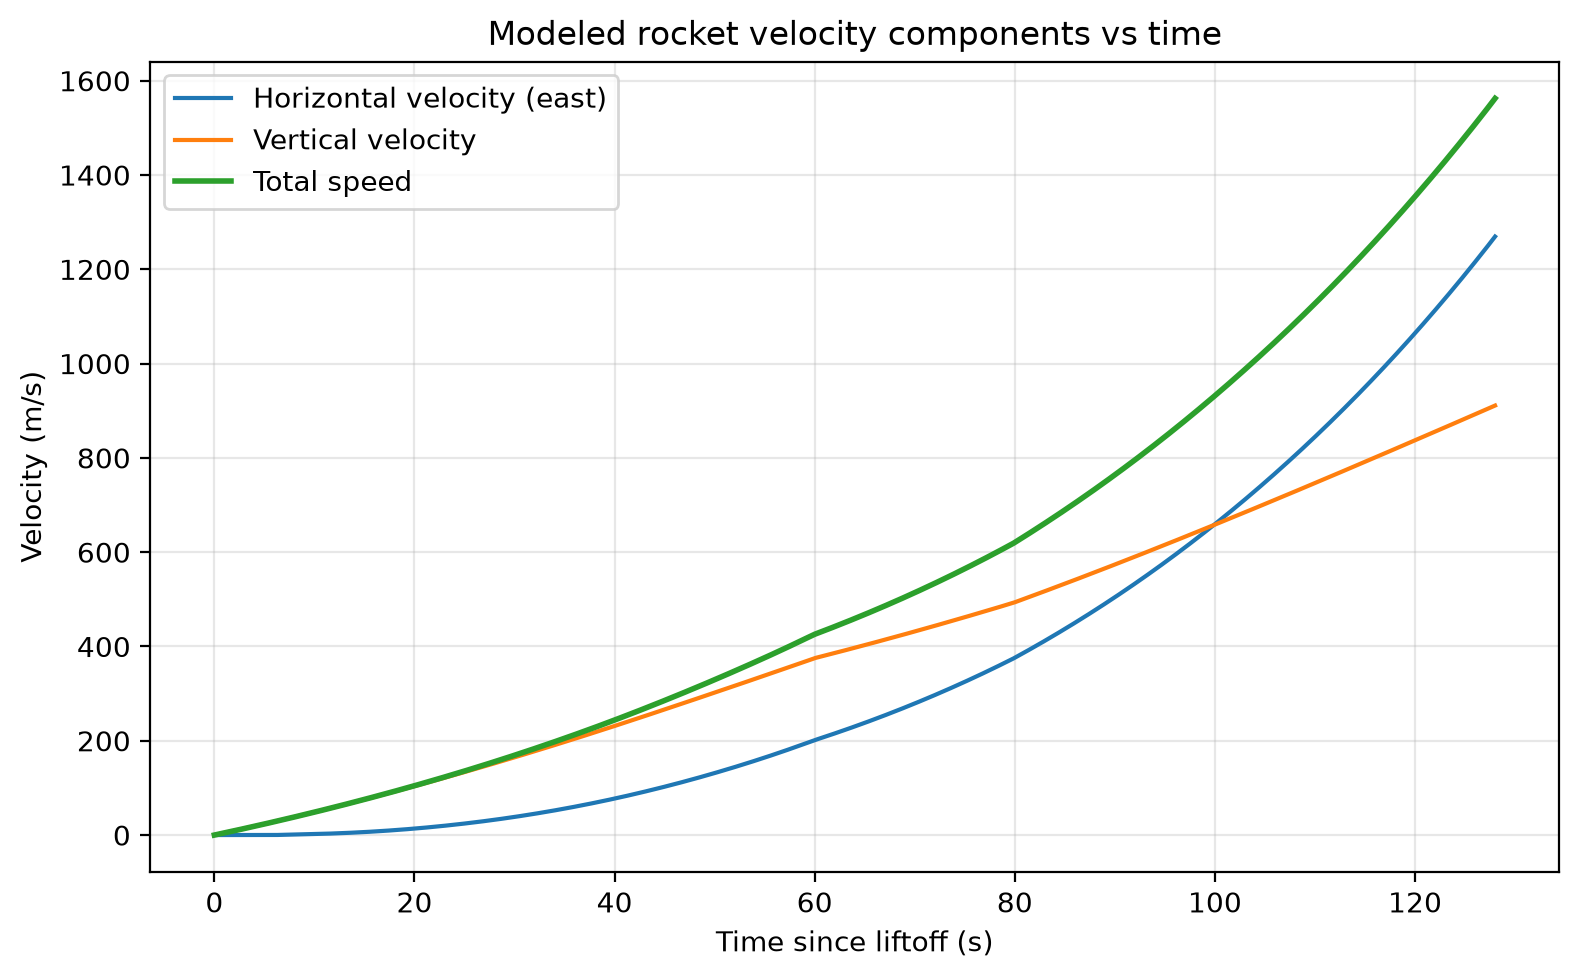 Modeled rocket velocity components vs time
Horizontal velocity (east)
Vertical velocity
Total speed
Velocity (m/s)
1600
1400
1200
1000
800
600
400
200
0
0 20 40 60 80 100 120
Time since liftoff (s)